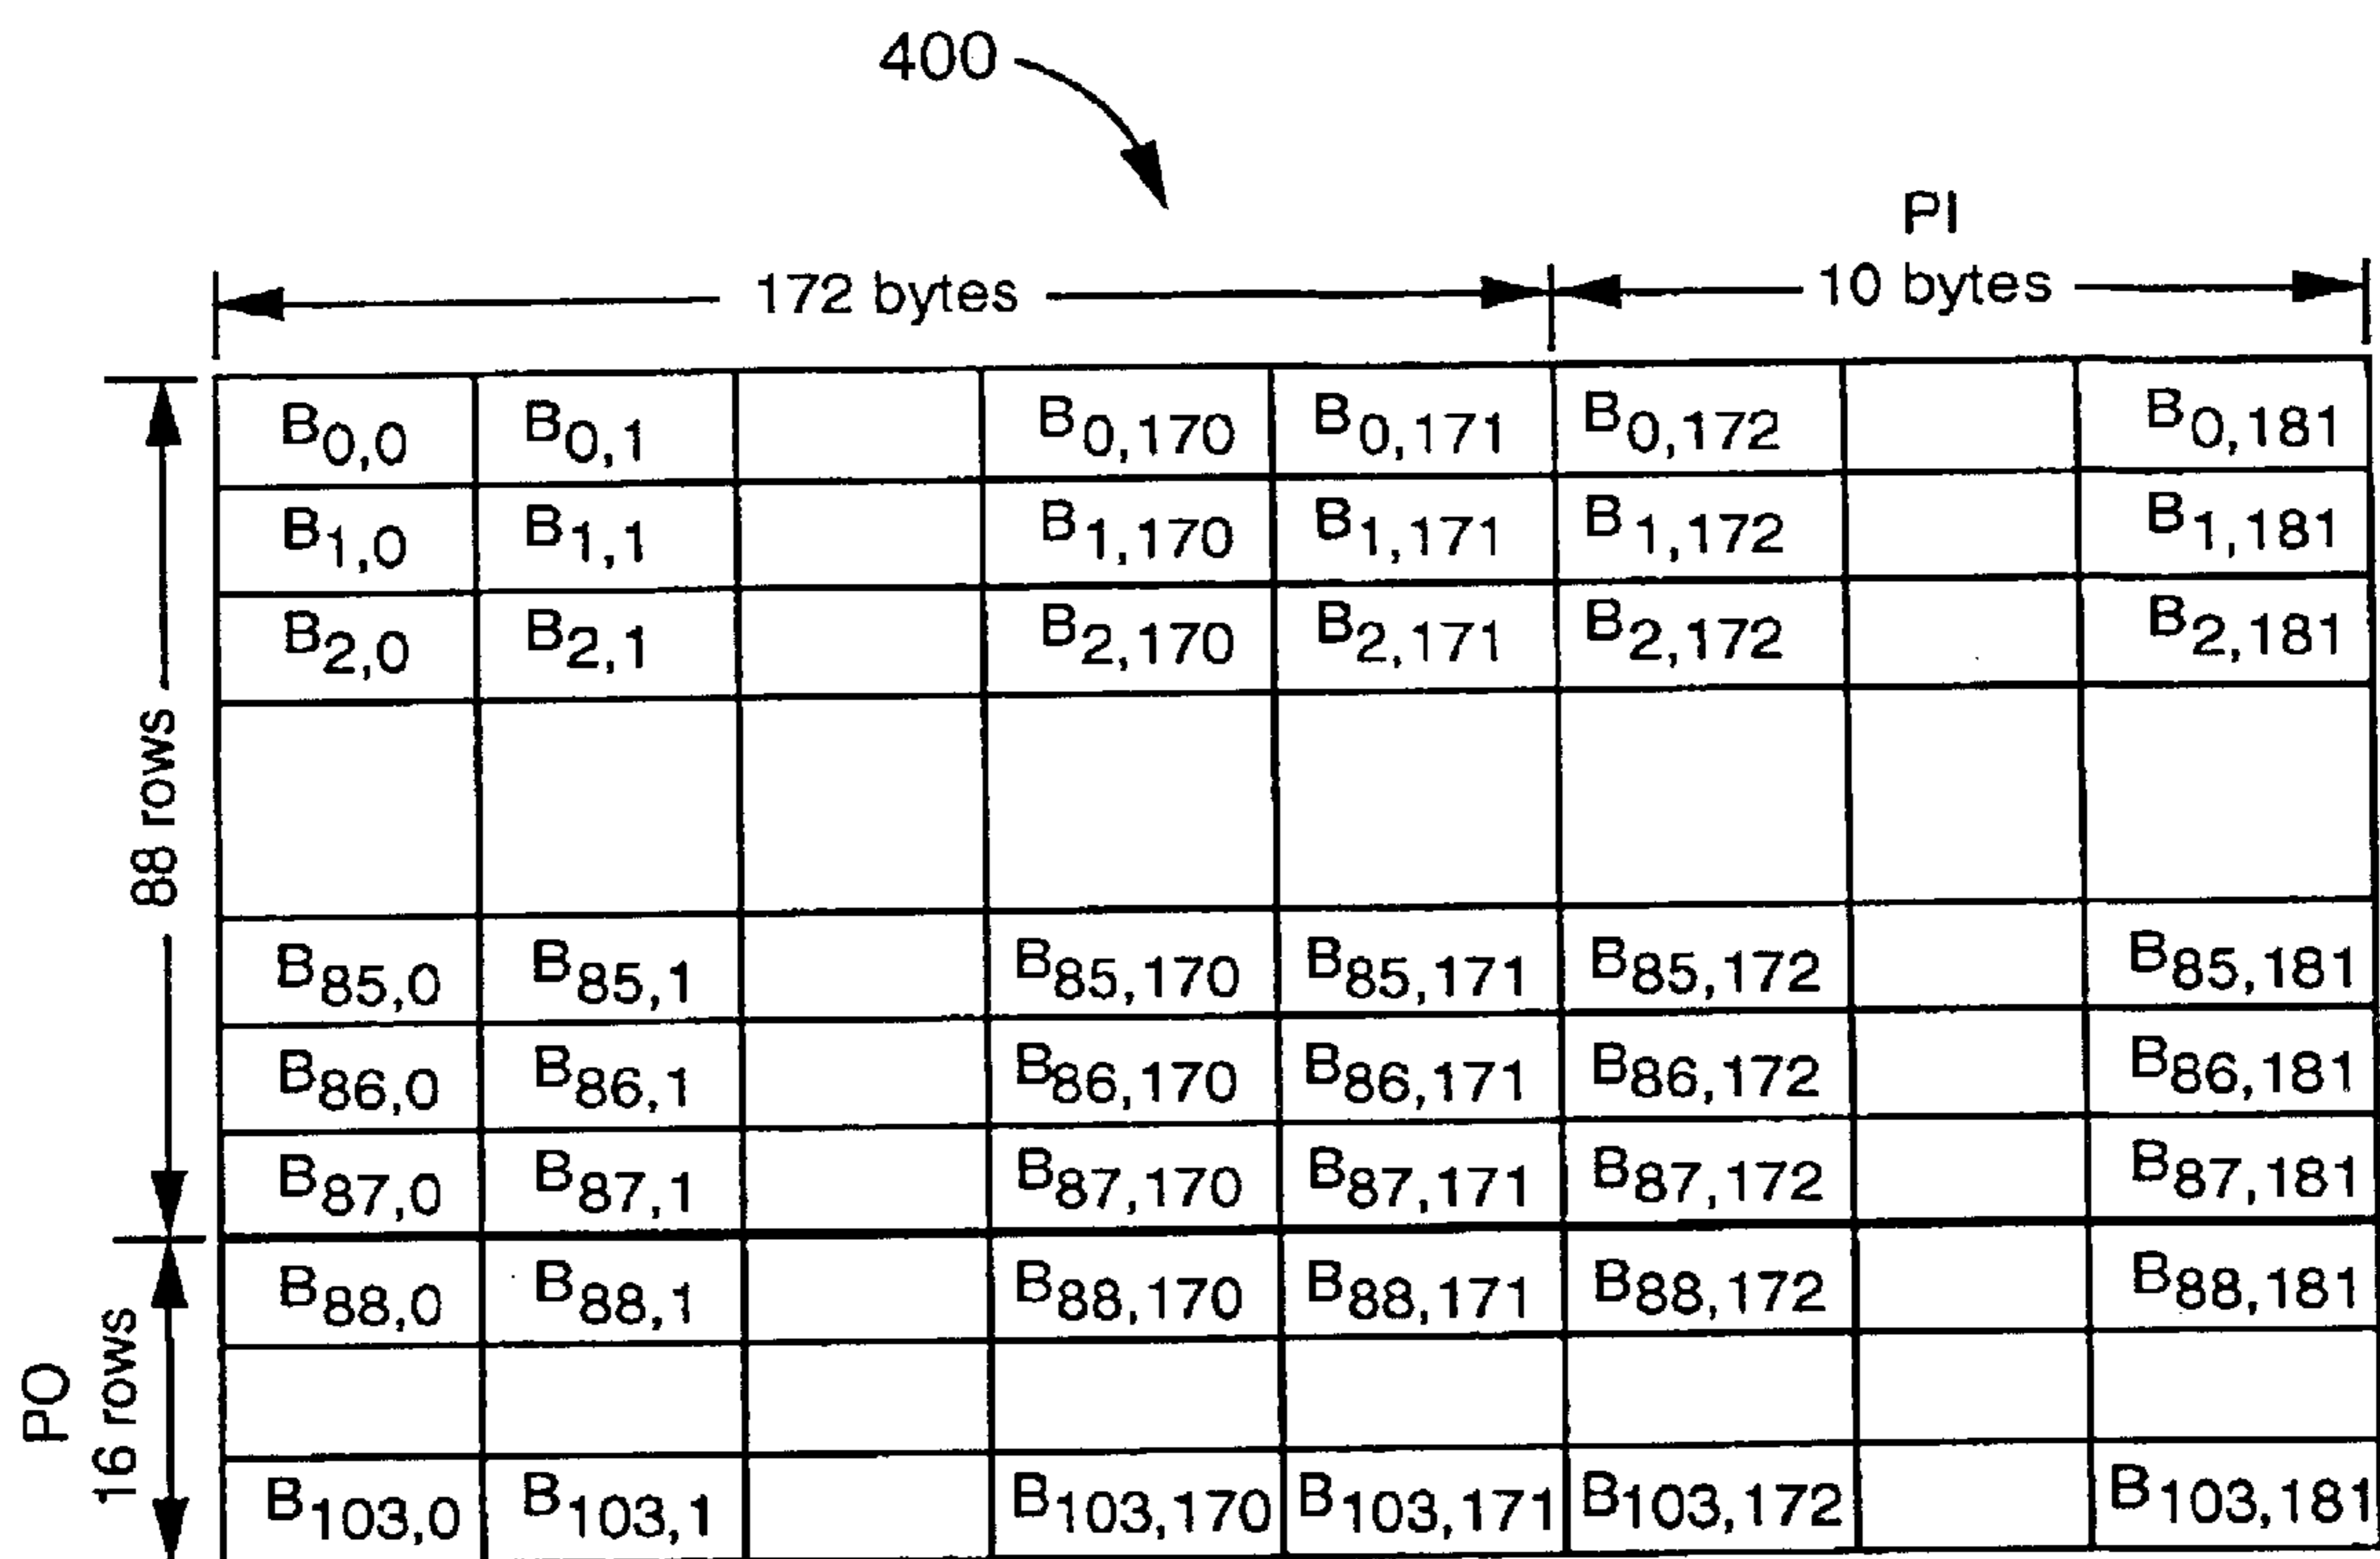 400
PI
172 bytes 10 bytes
B0,0 B0,1 B0,170 B0,171 B0,172 B0,181
B1,0 B1,1 B1,170 B1,171 B1,172 B1,181
B2,0 B2,1 B2,170 B2,171 B2,172 B2,181
88 rows
B85,0 B85,1 B85,170 B85,171 B85,172 B85,181
B86,0 B86,1 B86,170 B86,171 B86,172 B86,181
B87,0 B87,1 B87,170 B87,171 B87,172 B87,181
B88,0 B88,1 B88,170 B88,171 B88,172 B88,181
PO
16 rows
B103,0 B103,1 B103,170 B103,171 B103,172 B103,181